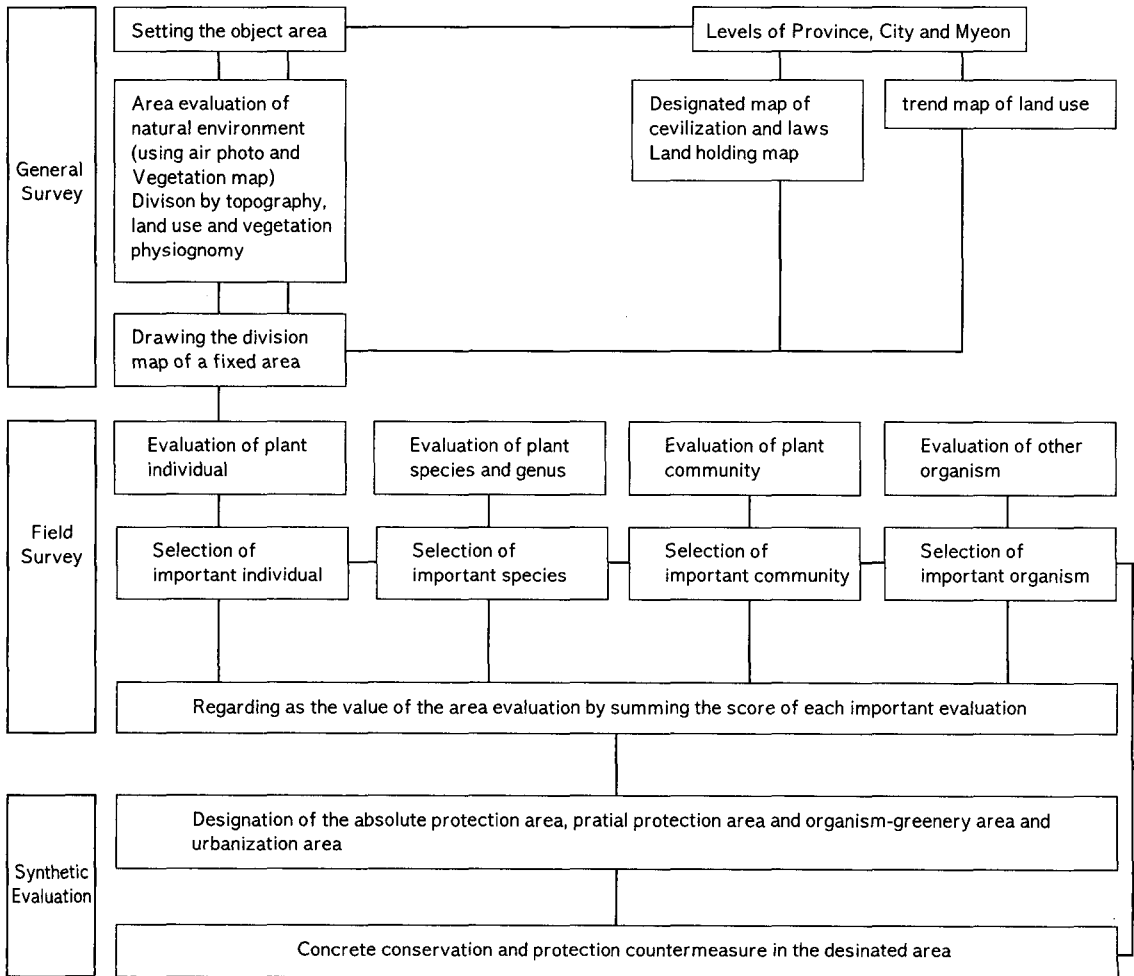 General
Survey
Setting the object area
Levels of Province, City and Myeon
Area evaluation of
natural environment
(using air photo and
Vegetation map)
Divison by topography,
land use and vegetation
physiognomy
Designated map of
cevilization and laws
Land holding map
trend map of land use
Drawing the division
map of a fixed area
Field
Survey
Evaluation of plant
individual
Evaluation of plant
species and genus
Evaluation of plant
community
Evaluation of other
organism
Selection of
important individual
Selection of
important species
Selection of
important community
Selection of
important organism
Regarding as the value of the area evaluation by summing the score of each important evaluation
Synthetic
Evaluation
Designation of the absolute protection area, pratial protection area and organism-greenery area and
urbanization area
Concrete conservation and protection countermeasure in the desinated area